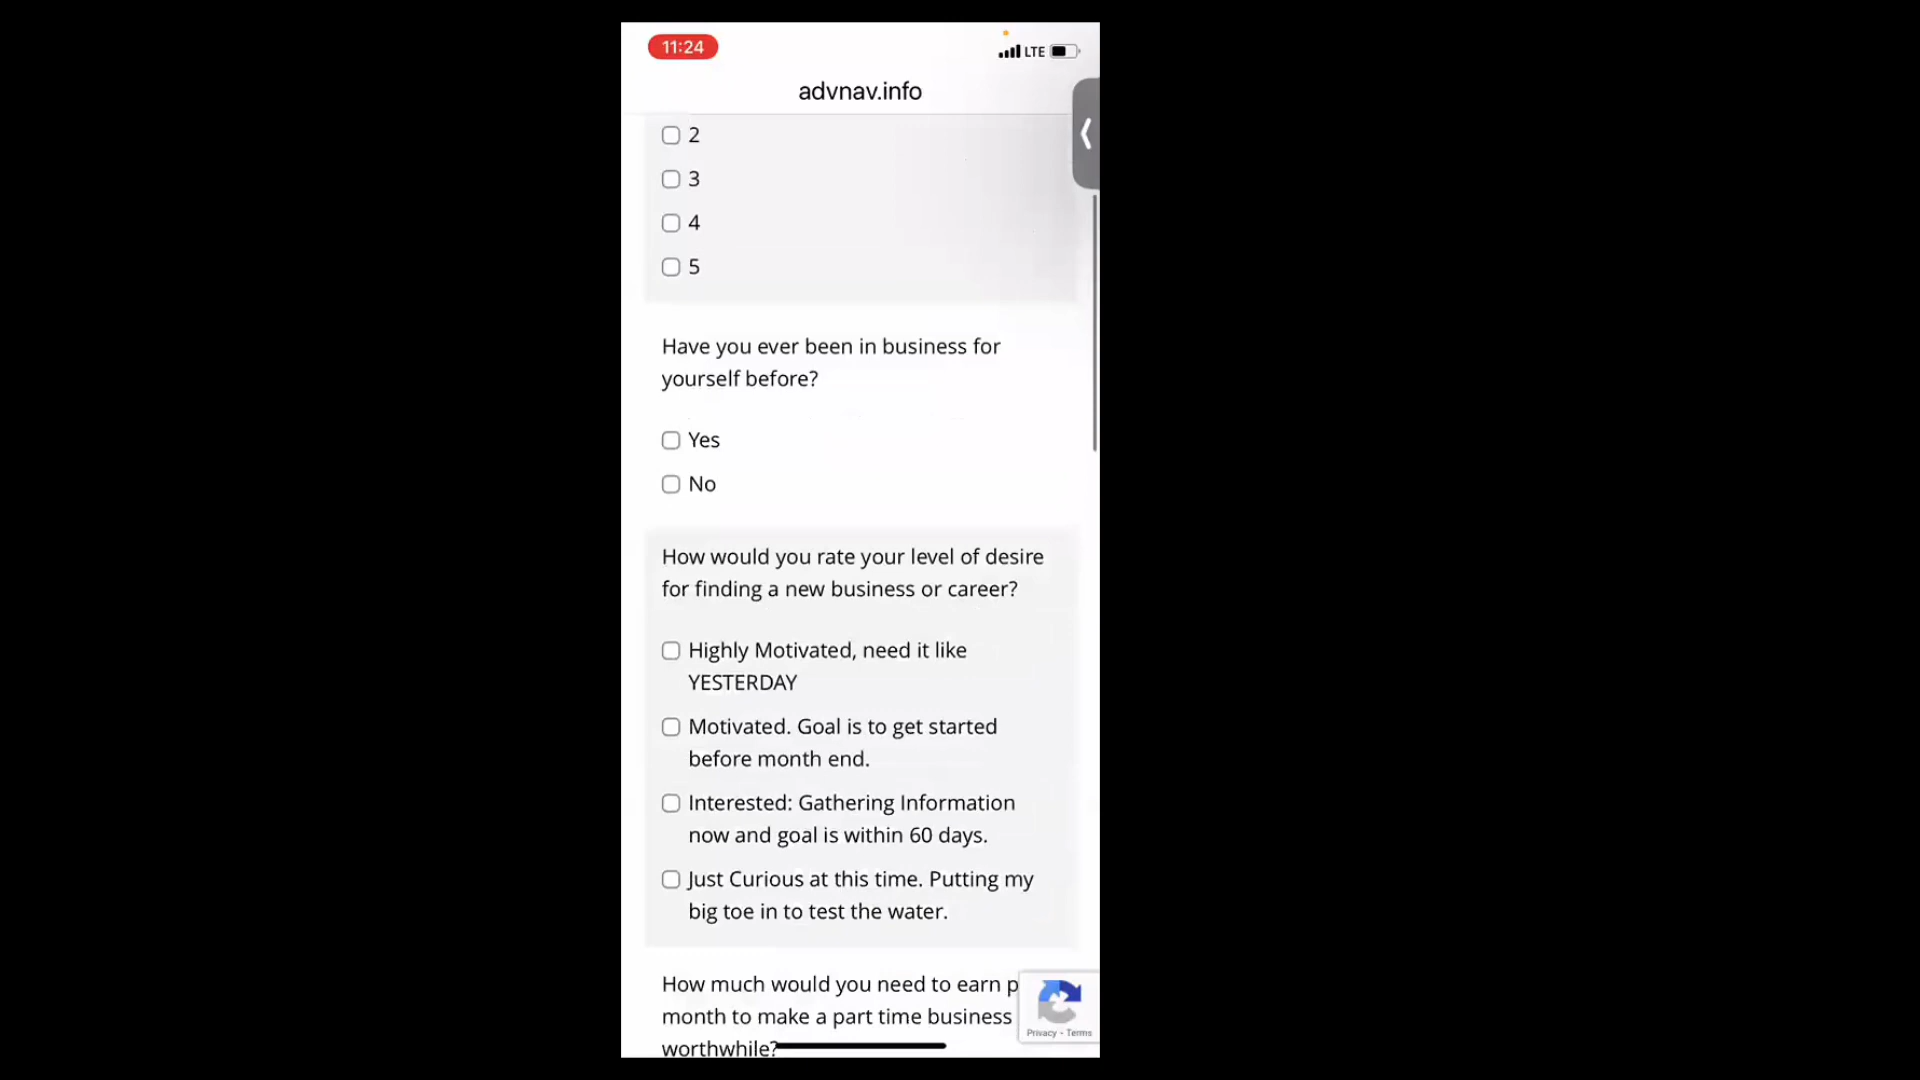 11:24
LTE
advnav.info
2
3
4
5
Have you ever been in business for
yourself before?
Yes
No
How would you rate your level of desire
for finding a new business or career?
Highly Motivated, need it like
YESTERDAY
Motivated. Goal is to get started
before month end.
Interested: Gathering Information
now and goal is within 60 days.
Just Curious at this time. Putting my
big toe in to test the water.
How much would you need to earn p
month to make a part time business
worthwhile?
Privacy - Terms